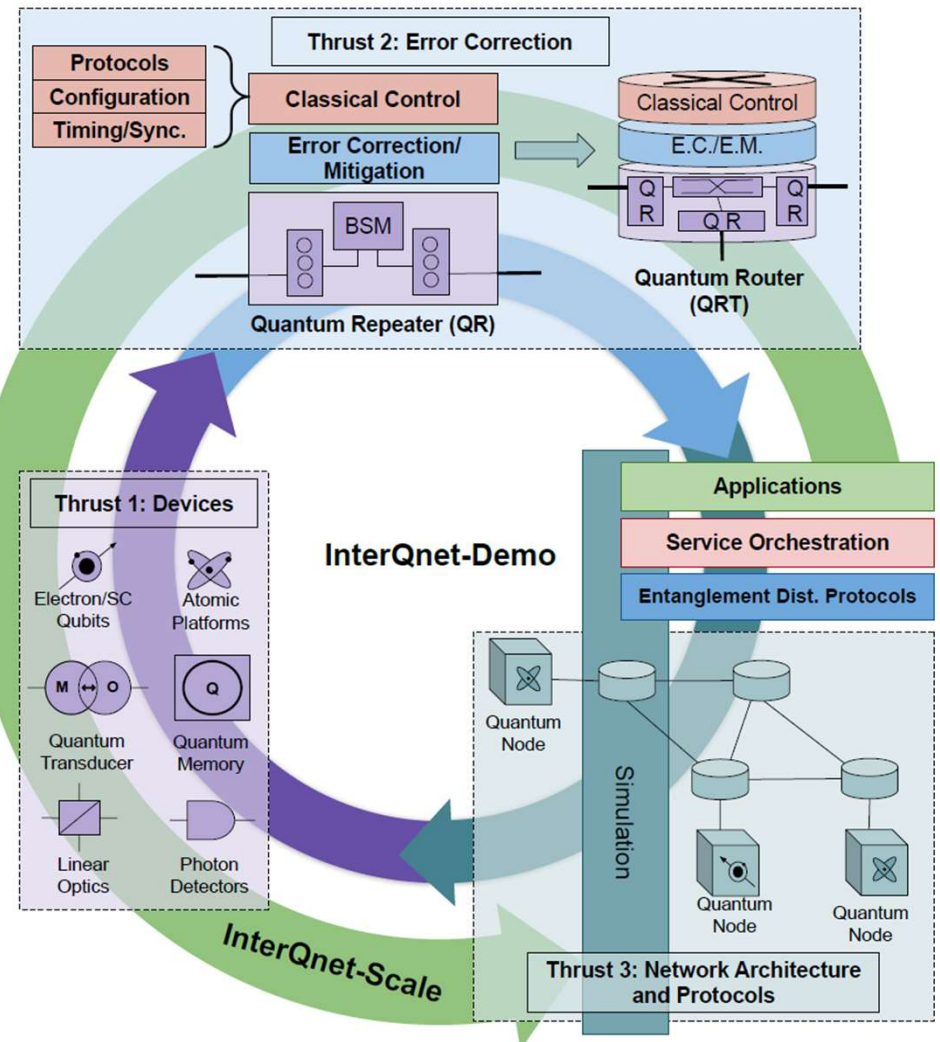 Thrust 2: Error Correction
Protocols
Configuration
Timing/Sync.
Classical Control
Error Correction/
Mitigation
BSM
Quantum Repeater (QR)
Classical Control
E.C./E.M.
Q
R
Q R
Q
R
Quantum Router
(QRT)
Thrust 1: Devices
Electron/SC
Qubits
Atomic
Platforms
M
O
Quantum
Transducer
Q
Quantum
Memory
Linear
Optics
Photon
Detectors
InterQnet-Demo
InterQnet-Scale
Applications
Service Orchestration
Entanglement Dist. Protocols
Simulation
Quantum
Node
Quantum
Node
Quantum
Node
Thrust 3: Network Architecture
and Protocols